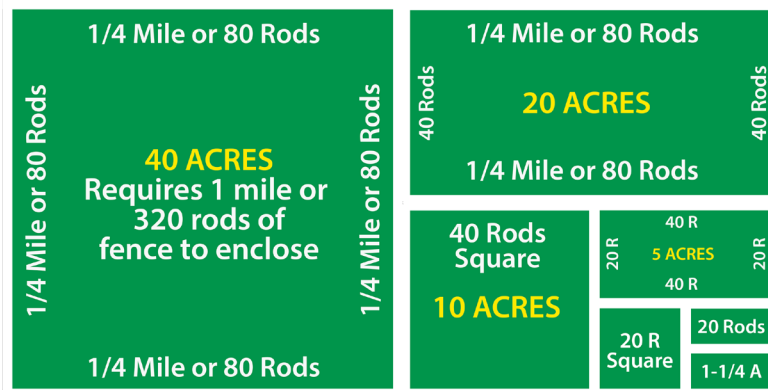 1/4 Mile or 80 Rods
1/4 Mile or 80 Rods
40 ACRES
Requires 1 mile or
320 rods of
fence to enclose
1/4 Mile or 80 Rods
1/4 Mile or 80 Rods
1/4 Mile or 80 Rods
40 Rods
20 ACRES
40 Rods
1/4 Mile or 80 Rods
40 Rods
Square
10 ACRES
40 R
20 R
5 ACRES
20 R
40 R
20 R
Square
20 Rods
1-1/4 A